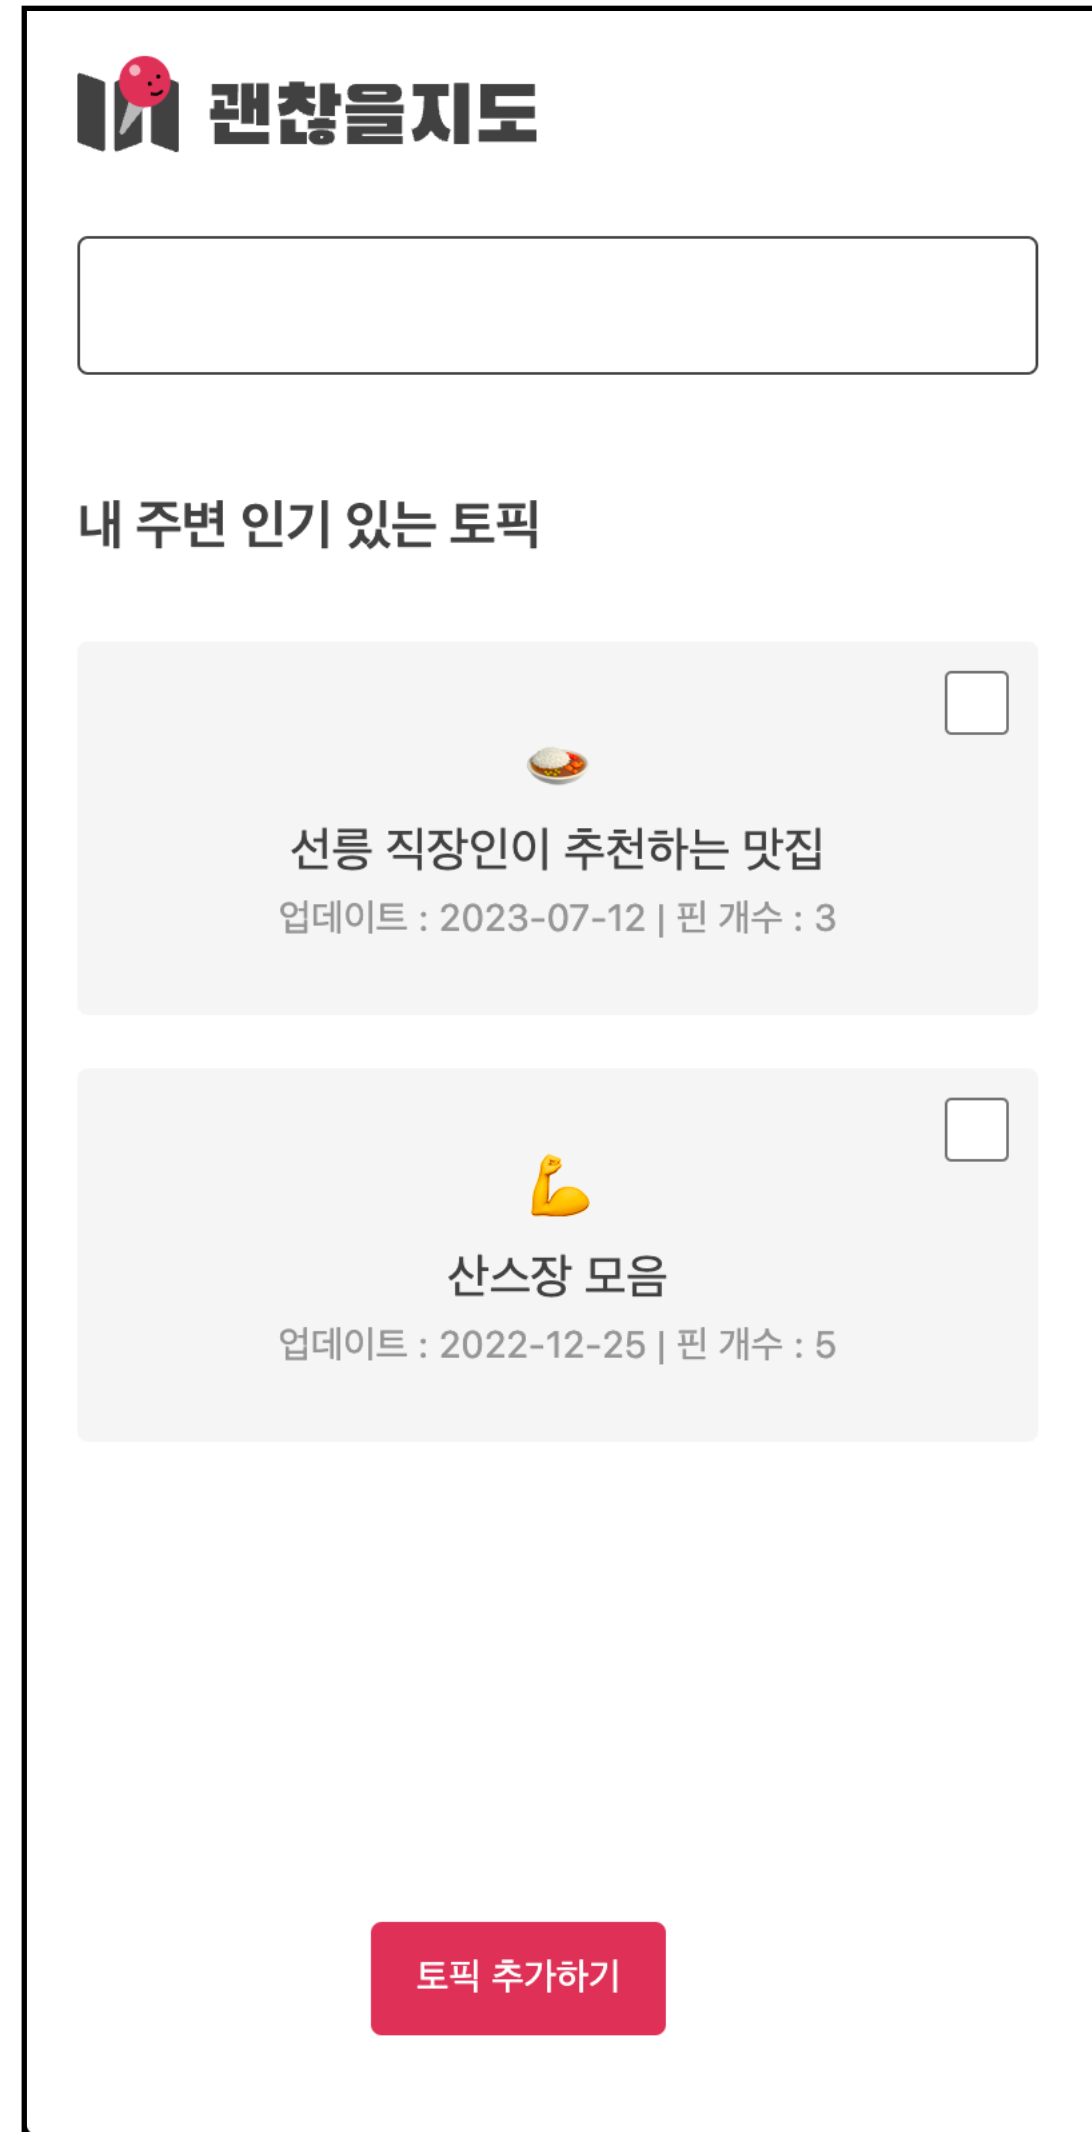 괜찮을지도
내 주변 인기 있는 토픽
선릉 직장인이 추천하는 맛집
업데이트 : 2023-07-12 | 핀 개수 : 3
산스장 모음
업데이트 : 2022-12-25 | 핀 개수 : 5
토픽 추가하기